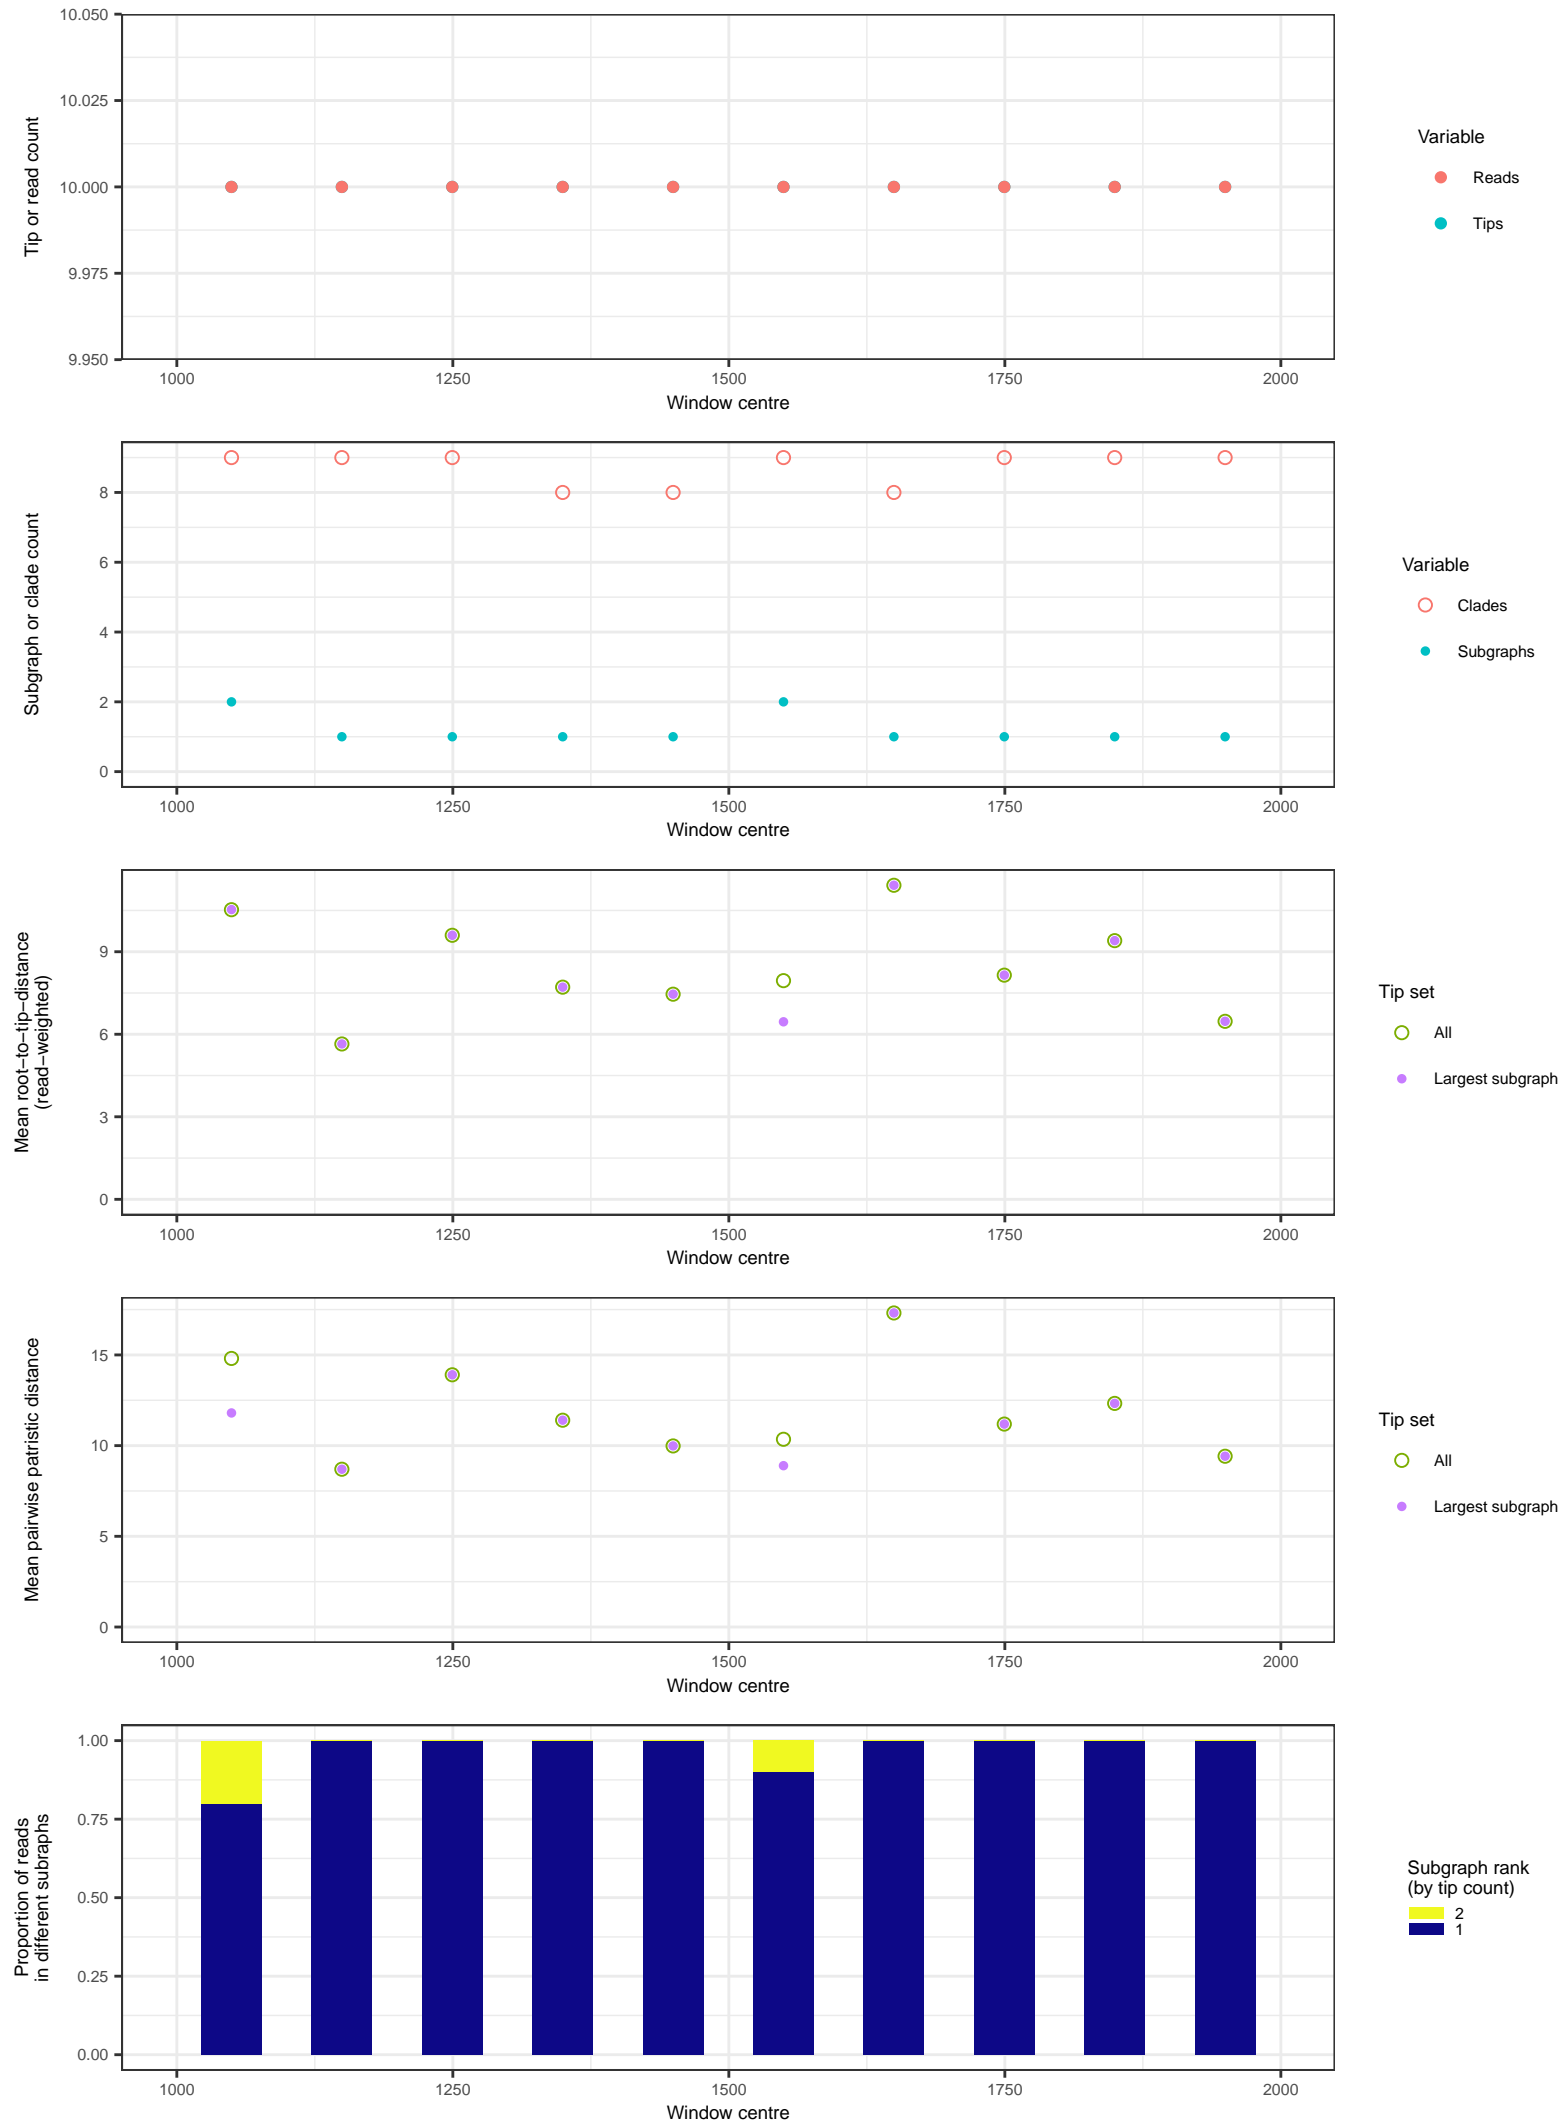 10.050
10.025
10.000
9.975
9.950
Tip or read count
1000 1250 1500 1750 2000
Window centre
Variable
Reads
Tips
8
6
4
2
0
Subgraph or clade count
1000 1250 1500 1750 2000
Window centre
Variable
Clades
Subgraphs
9
6
3
0
Mean root−to−tip−distance
(read−weighted)
1000 1250 1500 1750 2000
Window centre
Tip set
All
Largest subgraph
15
10
5
0
Mean pairwise patristic distance
1000 1250 1500 1750 2000
Window centre
Tip set
All
Largest subgraph
1.00
0.75
0.50
0.25
0.00
Proportion of reads
in different subraphs
1000 1250 1500 1750 2000
Window centre
Subgraph rank
(by tip count)
2
1